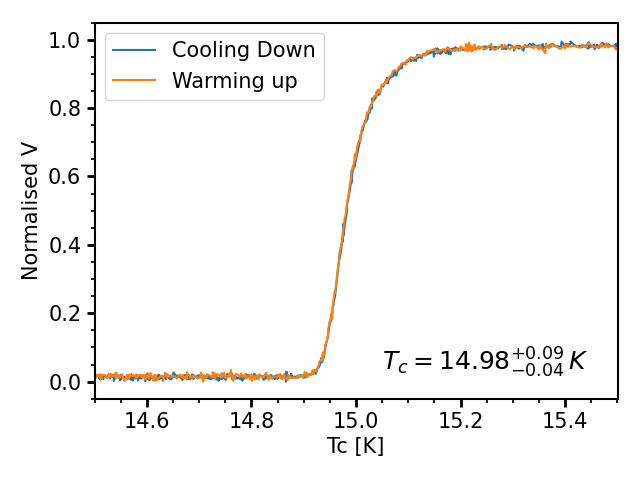 Cooling Down
Warming up
1.0
0.8
0.6
0.4
0.2
0.0
Normalised V
T_c = 14.98^{+0.09}_{-0.04} K
14.6 14.8 15.0 15.2 15.4
Tc [K]